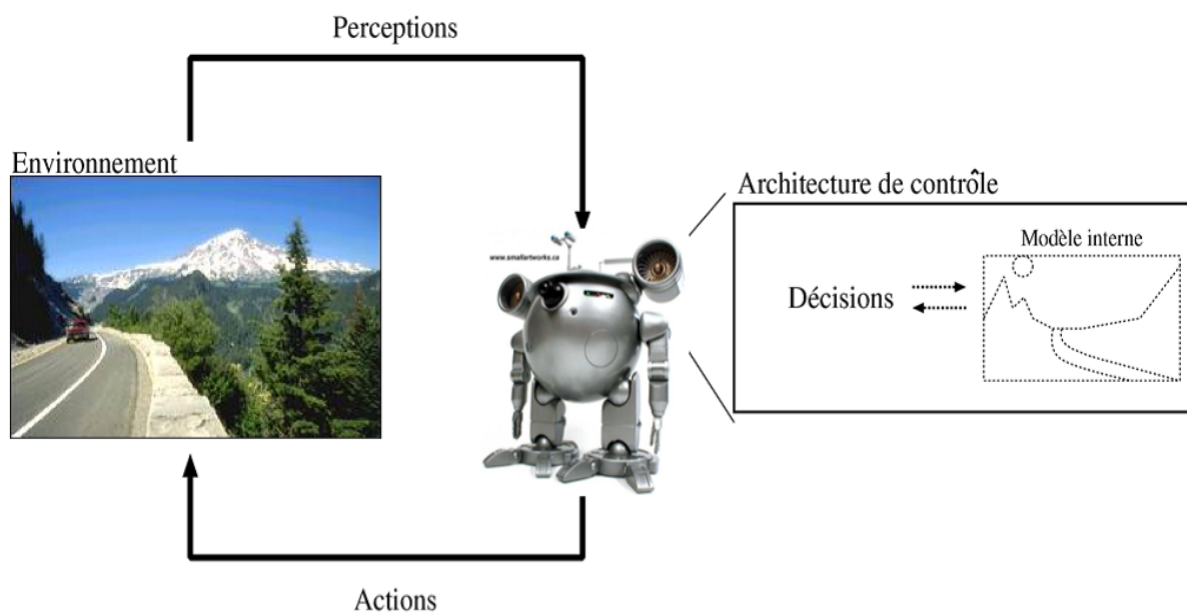 Perceptions
Environnement
Architecture de contrôle
www.smallartworks.ca
Modèle interne
Décisions
Actions